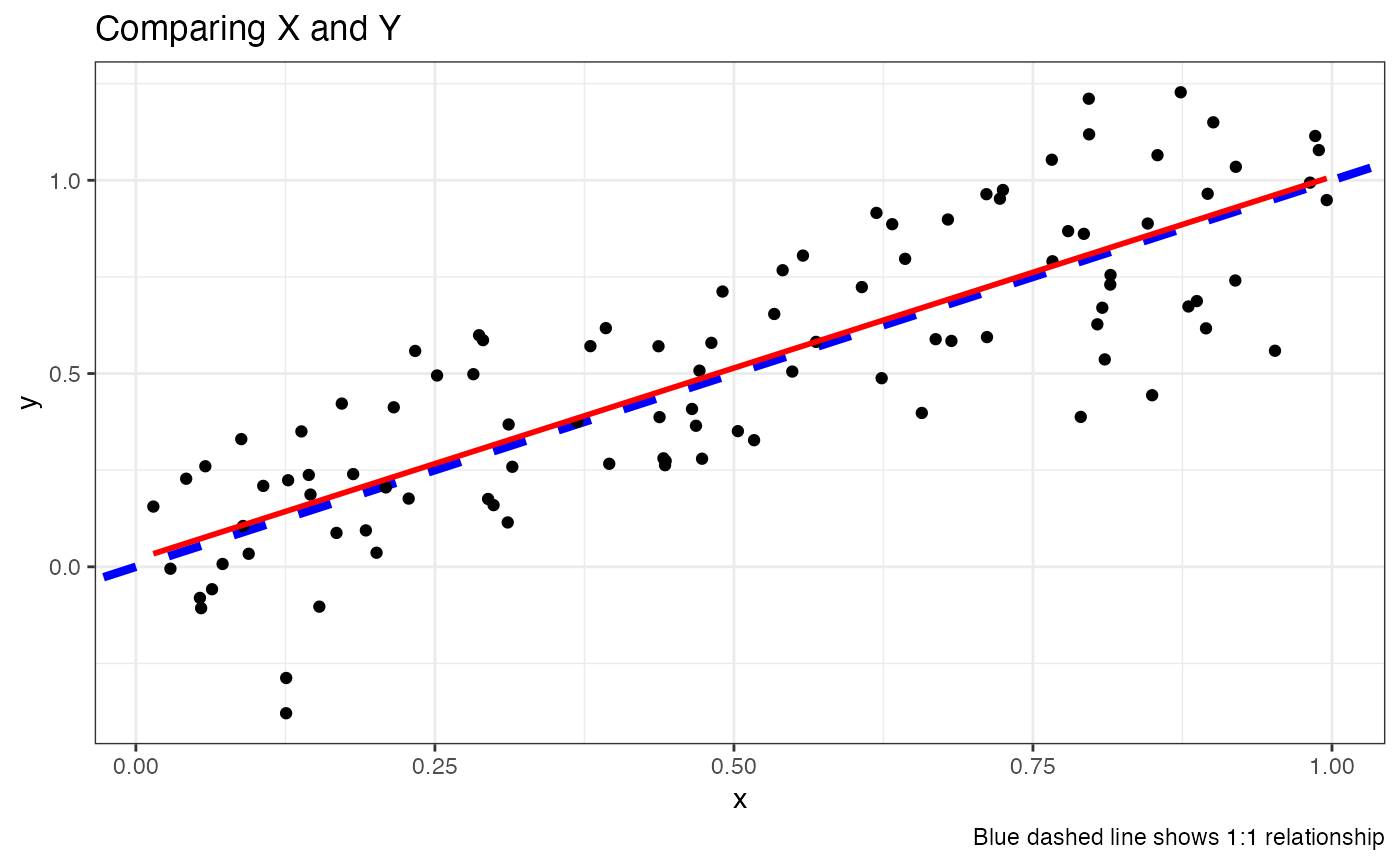 Comparing X and Y
1.0
0.5
0.0
y
0.00 0.25 0.50 0.75 1.00
x
Blue dashed line shows 1:1 relationship